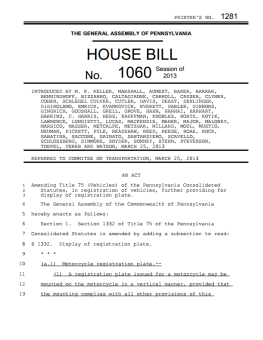 PRINTER'S NO. 1281
THE GENERAL ASSEMBLY OF PENNSYLVANIA
HOUSE BILL
No. 1060 Session of 2013
INTRODUCED BY M. K. KELLER, MARSHALL, AUMENT, BAKER, BARRAR,
BENNINGHOFF, BIZZARRO, CALTAGIRONE, CARROLL, CAUSER, CLYMER,
COHEN, SCHLEGEL CULVER, CUTLER, DAVIS, DEASY, DENLINGER,
DiGIROLAMO, EMRICK, EVANKOVICH, EVERETT, GABLER, GIBBONS,
GINGRICH, GOODMAN, GRELL, GROVE, HAHN, HARHAI, HARHART,
HARKINS, C. HARRIS, HESS, KAUFFMAN, KNOWLES, KORTZ, KOTIK,
LAWRENCE, LONGIETTI, LUCAS, MACKENZIE, MAHER, MAJOR, MALONEY,
MARSICO, MASSER, METCALFE, METZGAR, MILLARD, MOUL, MUSTIO,
NEUMAN, PICKETT, PYLE, READSHAW, REED, REESE, ROAE, ROCK,
SABATINA, SACCONE, SAINATO, SANTARSIERO, SCAVELLO,
SCHLOSSBERG, SIMMONS, SNYDER, SONNEY, STERN, STEVENSON,
TOOHIL, VEREB AND WATSON, MARCH 25, 2013
REFERRED TO COMMITTEE ON TRANSPORTATION, MARCH 25, 2013
AN ACT
1 Amending Title 75 (Vehicles) of the Pennsylvania Consolidated
2 Statutes, in registration of vehicles, further providing for
3 display of registration plate.
4 The General Assembly of the Commonwealth of Pennsylvania
5 hereby enacts as follows:
6 Section 1. Section 1332 of Title 75 of the Pennsylvania
7 Consolidated Statutes is amended by adding a subsection to read:
8 § 1332. Display of registration plate.
9 * * *
10 (a.1) Motorcycle registration plate.--
11 (1) A registration plate issued for a motorcycle may be
12 mounted on the motorcycle in a vertical manner, provided that
13 the mounting complies with all other provisions of this